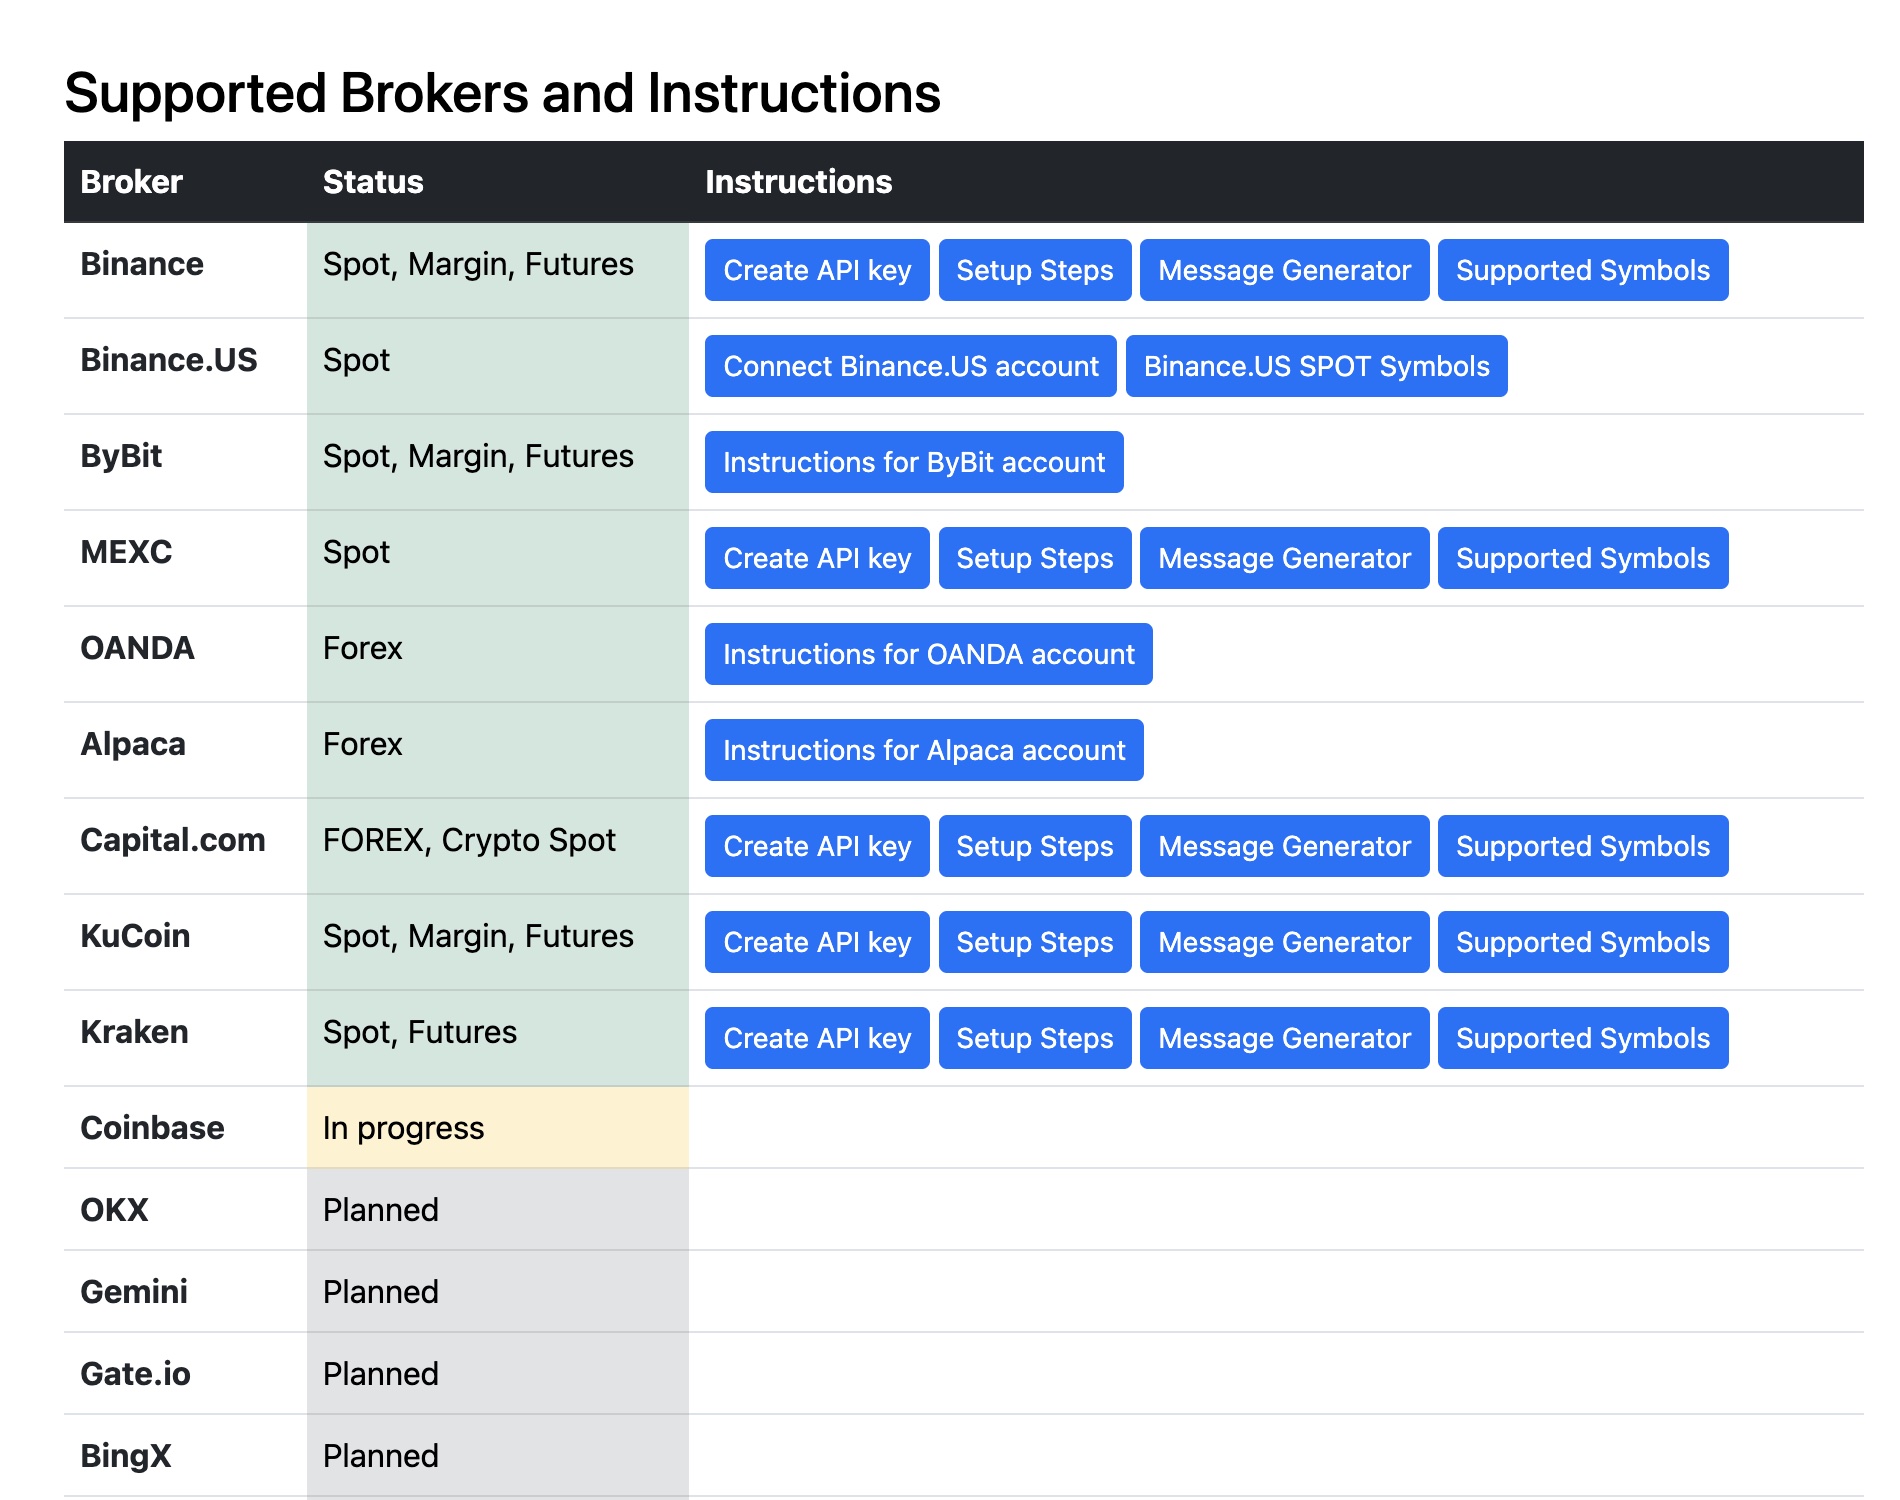 Supported Brokers and Instructions
Broker Status Instructions
Binance Spot, Margin, Futures Create API key Setup Steps Message Generator Supported Symbols
Binance.US Spot Connect Binance.US account Binance.US SPOT Symbols
ByBit Spot, Margin, Futures Instructions for ByBit account
MEXC Spot Create API key Setup Steps Message Generator Supported Symbols
OANDA Forex Instructions for OANDA account
Alpaca Forex Instructions for Alpaca account
Capital.com FOREX, Crypto Spot Create API key Setup Steps Message Generator Supported Symbols
KuCoin Spot, Margin, Futures Create API key Setup Steps Message Generator Supported Symbols
Kraken Spot, Futures Create API key Setup Steps Message Generator Supported Symbols
Coinbase In progress
OKX Planned
Gemini Planned
Gate.io Planned
BingX Planned